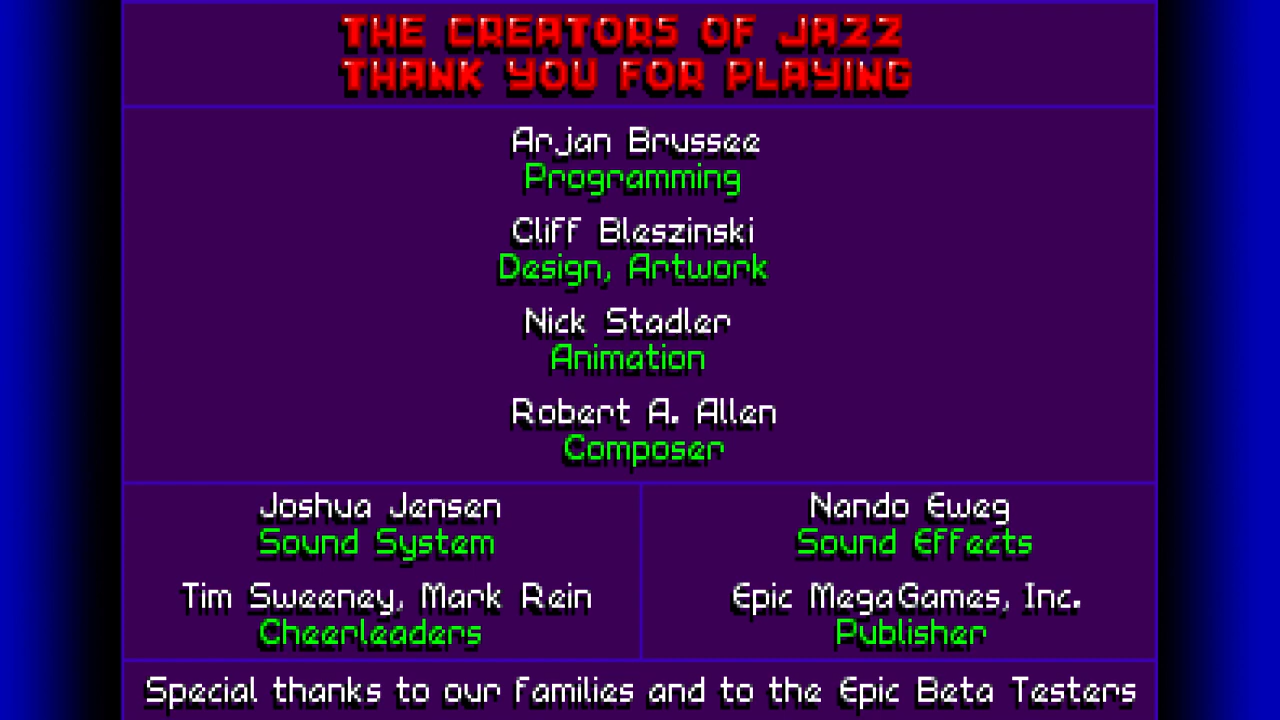 THE CREATORS OF JAZZ
THANK YOU FOR PLAYING
Arjan Brussee
Programming
Cliff Bleszinski
Design, Artwork
Nick Stadler
Animation
Robert A. Allen
Composer
Joshua Jensen
Sound System
Tim Sweeney, Mark Rein
Cheerleaders
Nando Eweg
Sound Effects
Epic MegaGames, Inc.
Publisher
Special thanks to our families and to the Epic Beta Testers